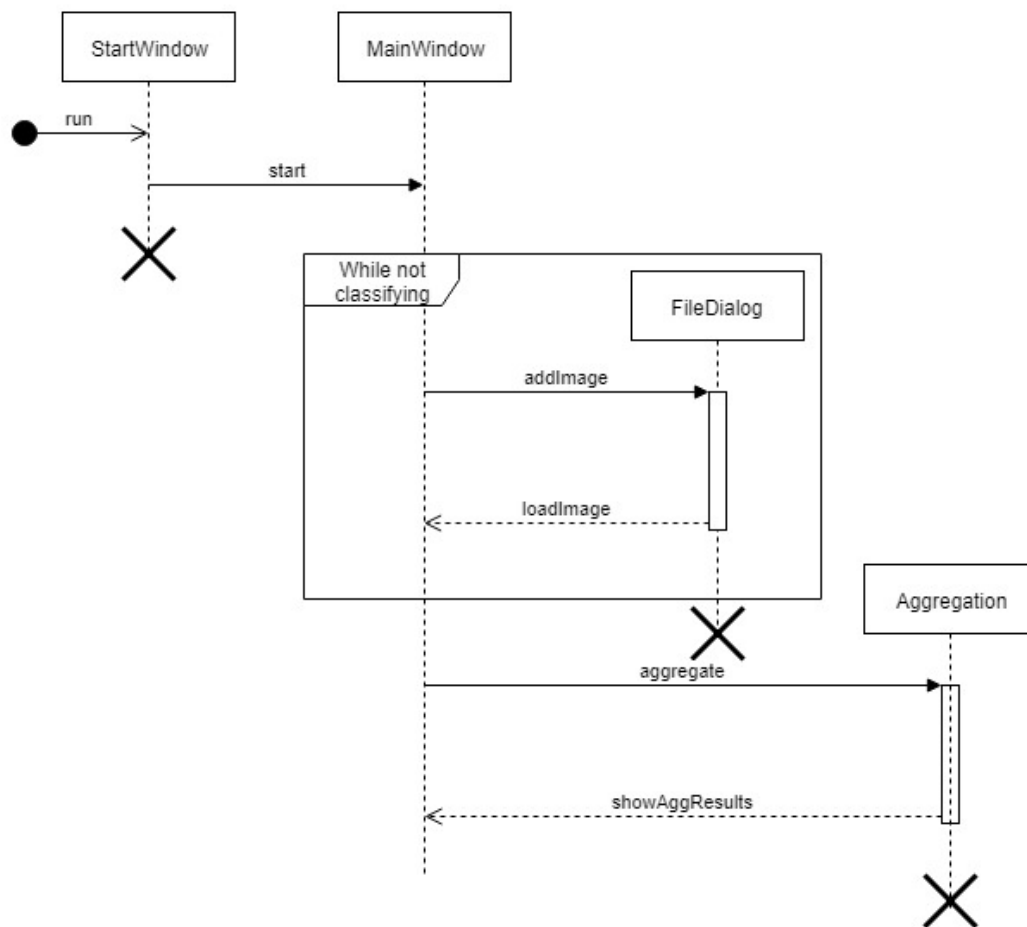 StartWindow
MainWindow
run
start
While not
classifying
FileDialog
addImage
loadImage
Aggregation
aggregate
showAggResults